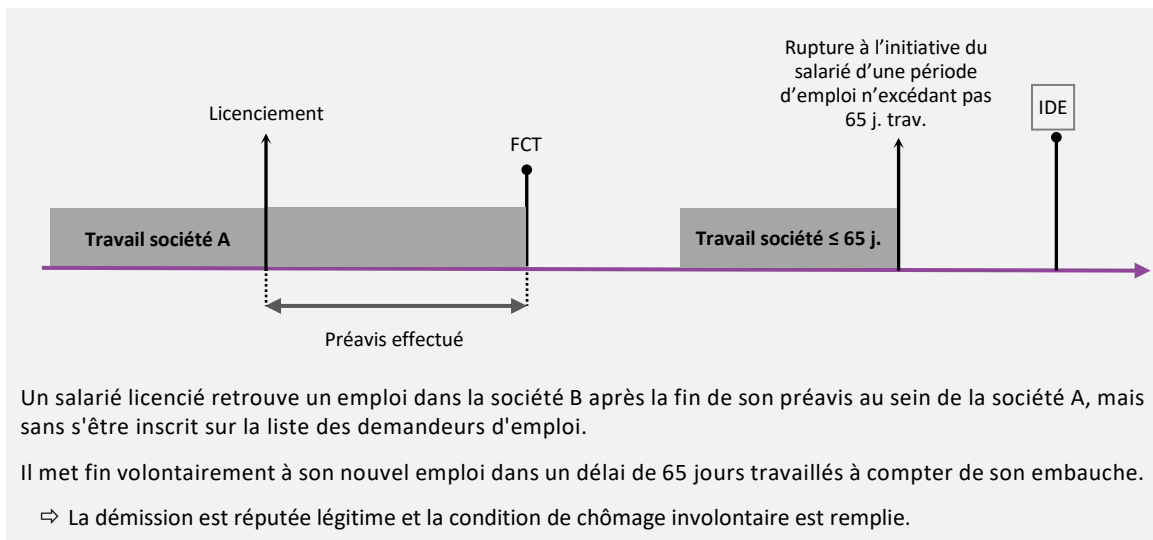 Rupture à l’initiative du
salarié d’une période
d’emploi n’excédant pas
65 j. trav.
IDE
Licenciement
FCT
Travail société A
Travail société ≤ 65 j.
Préavis effectué
Un salarié licencié retrouve un emploi dans la société B après la fin de son préavis au sein de la société A, mais
sans s'être inscrit sur la liste des demandeurs d'emploi.
Il met fin volontairement à son nouvel emploi dans un délai de 65 jours travaillés à compter de son embauche.
⇨ La démission est réputée légitime et la condition de chômage involontaire est remplie.